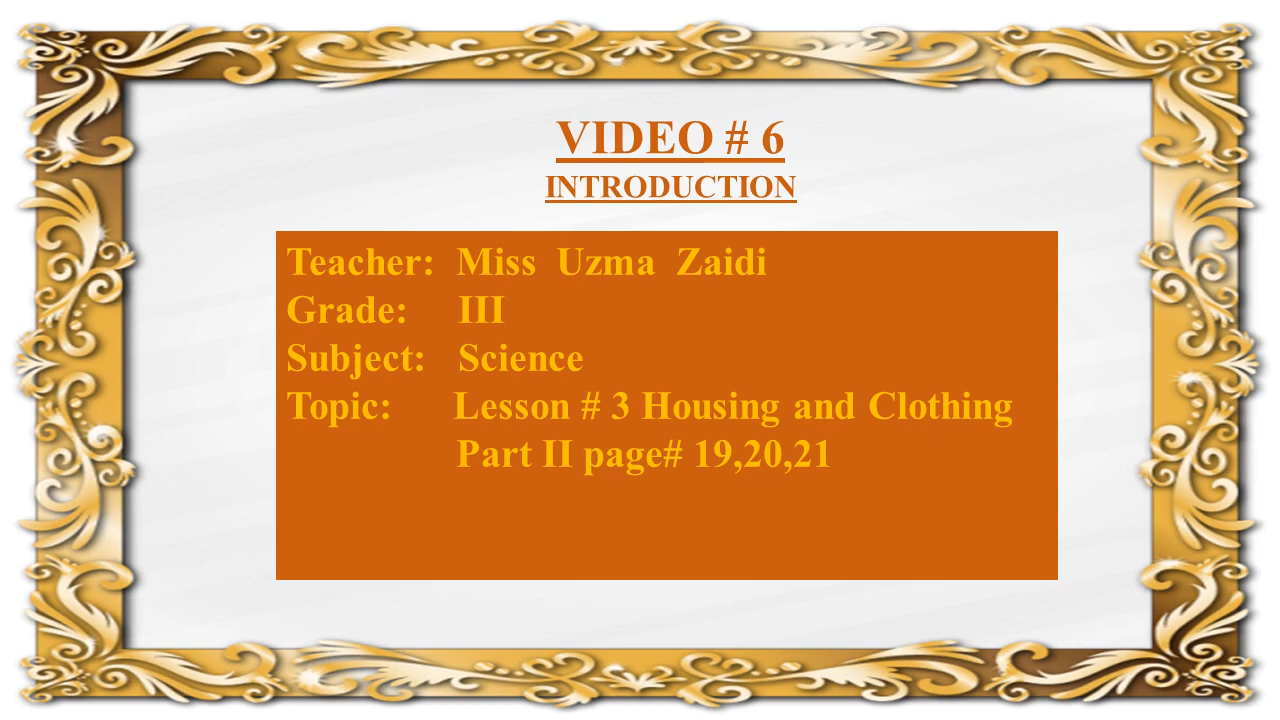 VIDEO # 6
INTRODUCTION
Teacher: Miss Uzma Zaidi
Grade: III
Subject: Science
Topic: Lesson # 3 Housing and Clothing
Part II page# 19,20,21